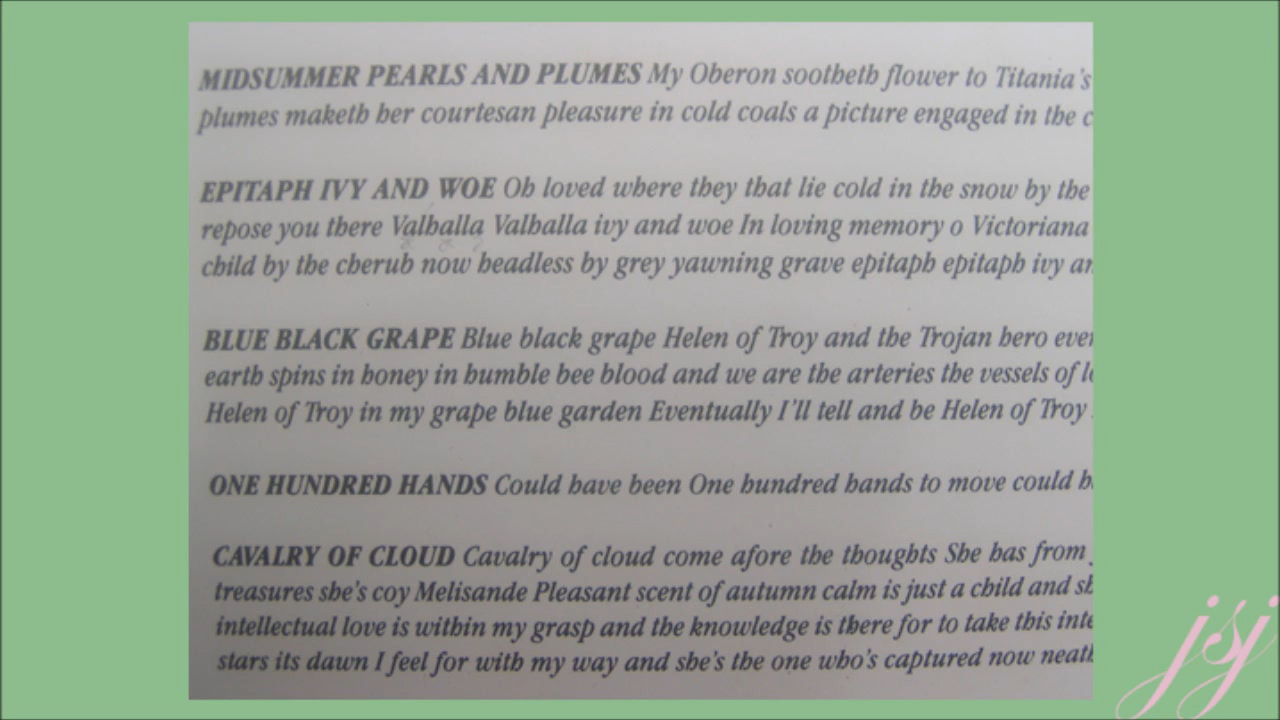 MIDSUMMER PEARLS AND PLUMES My Oberon sootheth flower to Titania's
plumes maketh her courtesan pleasure in cold coals a picture engaged in the
EPITAPH IVY AND WOE Oh loved where they that lie cold in the snow by the
repose you there Valhalla Valhalla ivy and woe In loving memory o Victoriana
child by the cherub now headless by grey yawning grave epitaph epitaph ivy
BLUE BLACK GRAPE Blue black grape Helen of Troy and the Trojan hero
earth spins in honey in bumble bee blood and we are the arteries the vessels of
Helen of Troy in my grape blue garden Eventually I'll tell and be Helen of Troy
ONE HUNDRED HANDS Could have been One hundred hands to move could
CAVALRY OF CLOUD Cavalry of cloud come afore the thoughts She has from
treasures she's coy Melisande Pleasant scent of autumn calm is just a child and
intellectual love is within my grasp and the knowledge is there for to take this
stars its dawn I feel for with my way and she's the one who's captured now
jsj